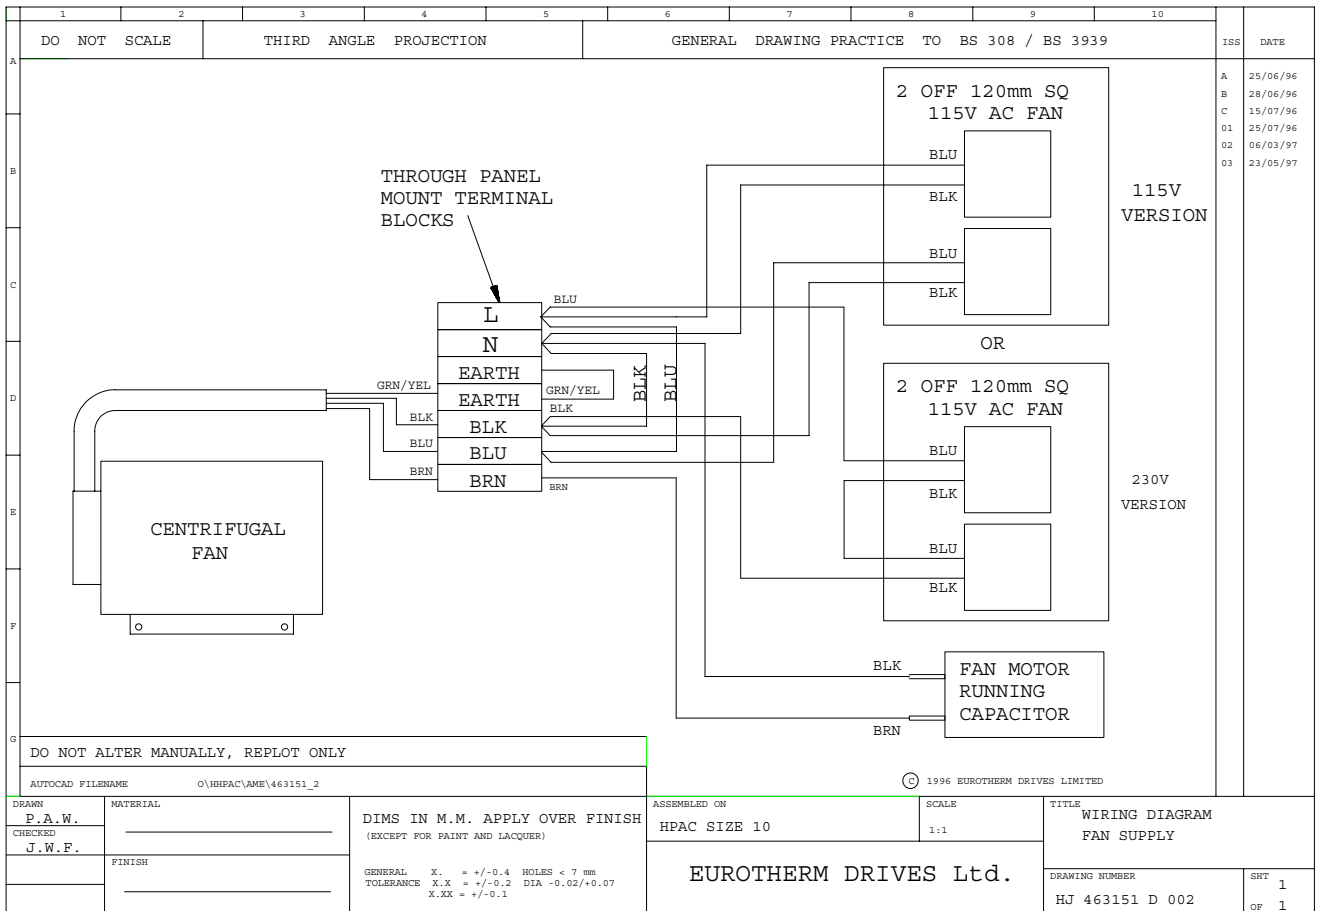 1 2 3 4 5 6 7 8 9 10
DO NOT SCALE
THIRD ANGLE PROJECTION
GENERAL DRAWING PRACTICE TO BS 308 / BS 3939
ISS DATE
A 25/06/96
B 28/06/96
C 15/07/96
01 25/07/96
02 06/03/97
03 23/05/97
A
B
C
D
E
F
G
2 OFF 120mm SQ
115V AC FAN
BLU
BLK
BLU
BLK
115V
VERSION
THROUGH PANEL
MOUNT TERMINAL
BLOCKS
L
N
EARTH
EARTH
BLK
BLU
BRN
BLU
GRN/YEL
BLK
BRN
BLK
BLU
GRN/YEL
BLK
BLU
BRN
OR
2 OFF 120mm SQ
115V AC FAN
BLU
BLK
BLU
BLK
230V
VERSION
CENTRIFUGAL
FAN
BLK
BRN
FAN MOTOR
RUNNING
CAPACITOR
DO NOT ALTER MANUALLY, REPLOT ONLY
AUTOCAD FILENAME O\HHPAC\AME\463151_2
C 1996 EUROTHERM DRIVES LIMITED
DRAWN
P.A.W.
CHECKED
J.W.F.
MATERIAL
FINISH
DIMS IN M.M. APPLY OVER FINISH
(EXCEPT FOR PAINT AND LACQUER)
GENERAL X. = +/-0.4 HOLES < 7 mm
TOLERANCE X.X = +/-0.2 DIA -0.02/+0.07
X.XX = +/-0.1
ASSEMBLED ON
HPAC SIZE 10
SCALE
1:1
EUROTHERM DRIVES Ltd.
TITLE
WIRING DIAGRAM
FAN SUPPLY
DRAWING NUMBER
HJ 463151 D 002
SHT 1
OF 1